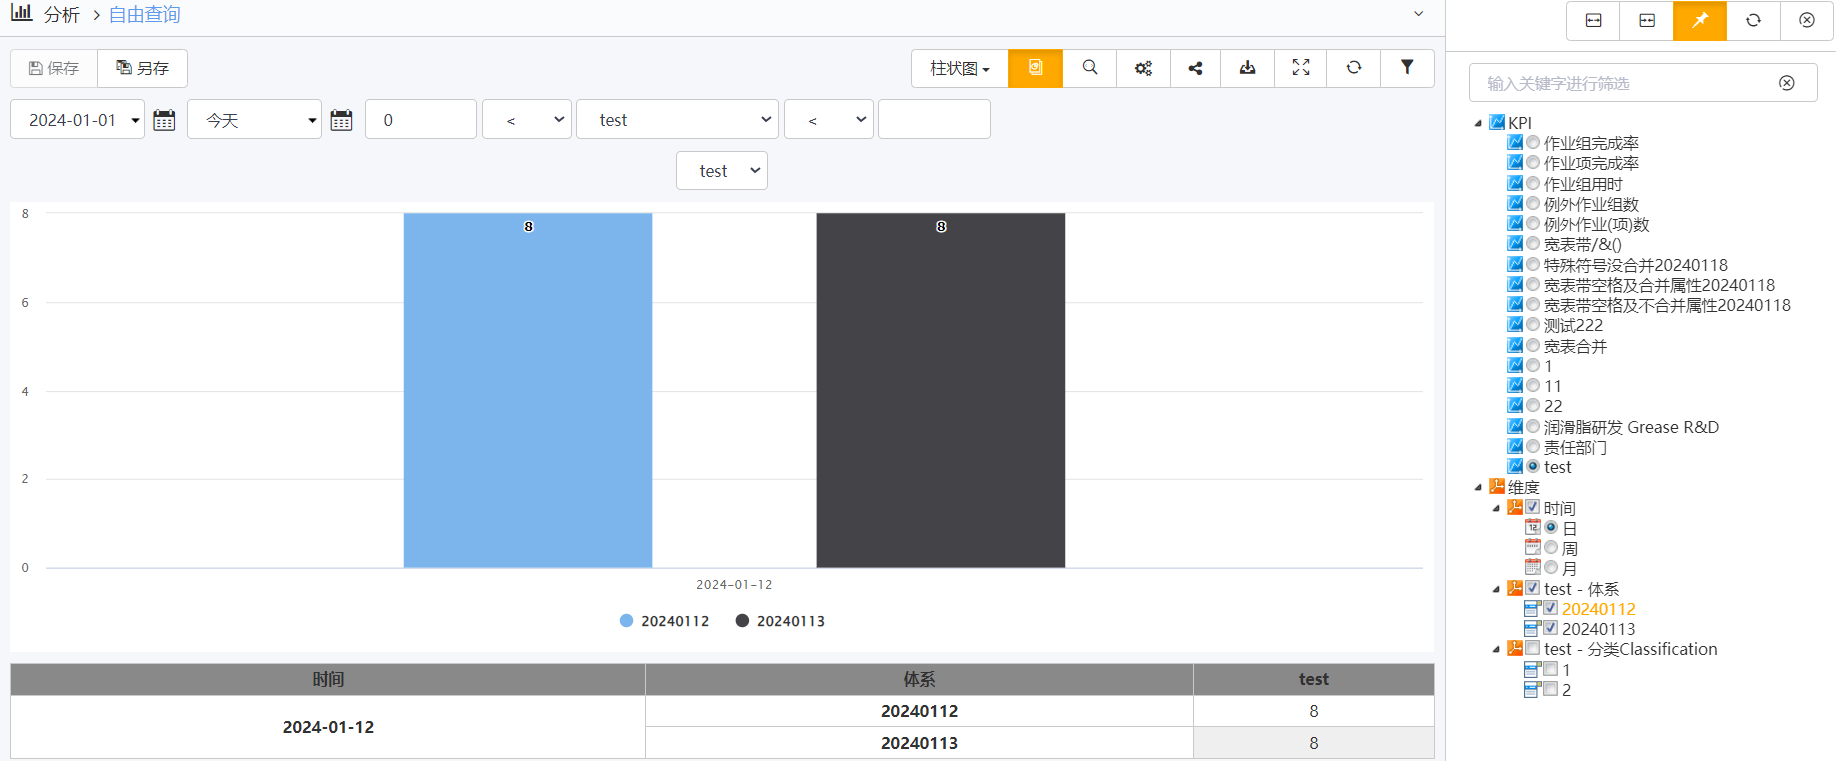 分析 > 自由查询
保存 另存 柱状图
2024-01-01 今天 0 < test <
test
8
6
4
2
0
8 8
2024-01-12
20240112 20240113
时间 体系 test
2024-01-12 20240112 8
20240113 8
输入关键字进行筛选
KPI
作业组完成率
作业项完成率
作业组用时
例外作业组数
例外作业(项)数
宽表带/&()
特殊符号没合并20240118
宽表带空格及合并属性20240118
宽表带空格及不合并属性20240118
测试222
宽表合并
1
11
22
润滑脂研发 Grease R&D
责任部门
test
维度
时间
12 日
周
月
test - 体系
20240112
20240113
test - 分类Classification
1
2